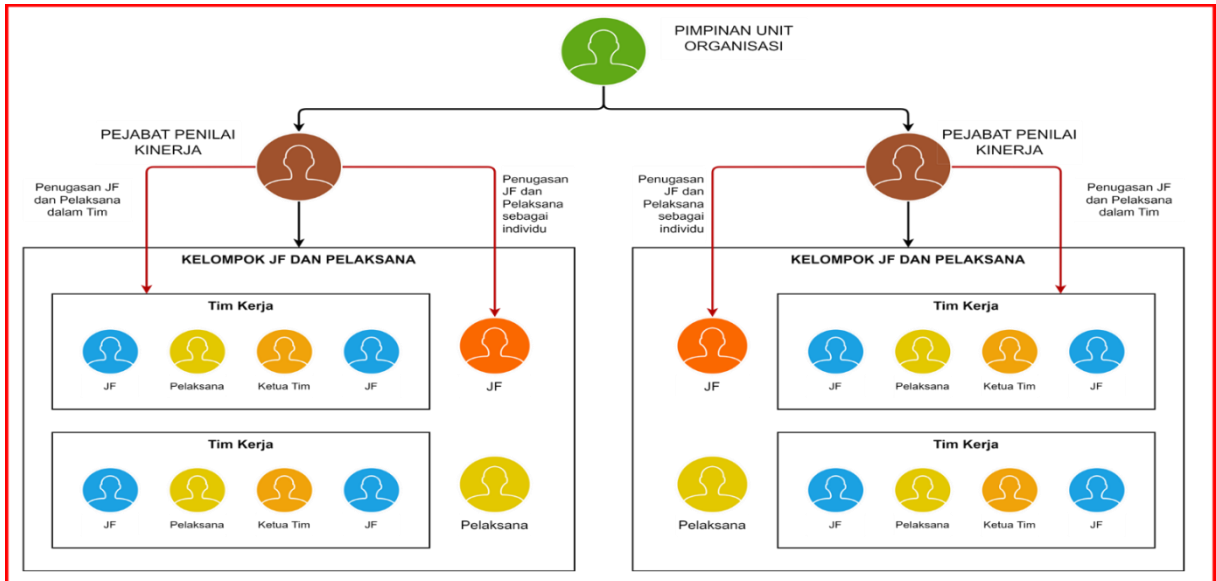 PIMPINAN UNIT
ORGANISASI
PEJABAT PENILAI
KINERJA
Penugasan JF
dan Pelaksana
dalam Tim
Penugasan
JF dan
Pelaksana
sebagai
individu
KELOMPOK JF DAN PELAKSANA
Tim Kerja
JF
Pelaksana
Ketua Tim
JF
JF
Tim Kerja
JF
Pelaksana
Ketua Tim
JF
Pelaksana
PEJABAT PENILAI
KINERJA
Penugasan
JF dan
Pelaksana
sebagai
individu
Penugasan JF
dan Pelaksana
dalam Tim
KELOMPOK JF DAN PELAKSANA
JF
Tim Kerja
JF
Pelaksana
Ketua Tim
JF
Pelaksana
Tim Kerja
JF
Pelaksana
Ketua Tim
JF